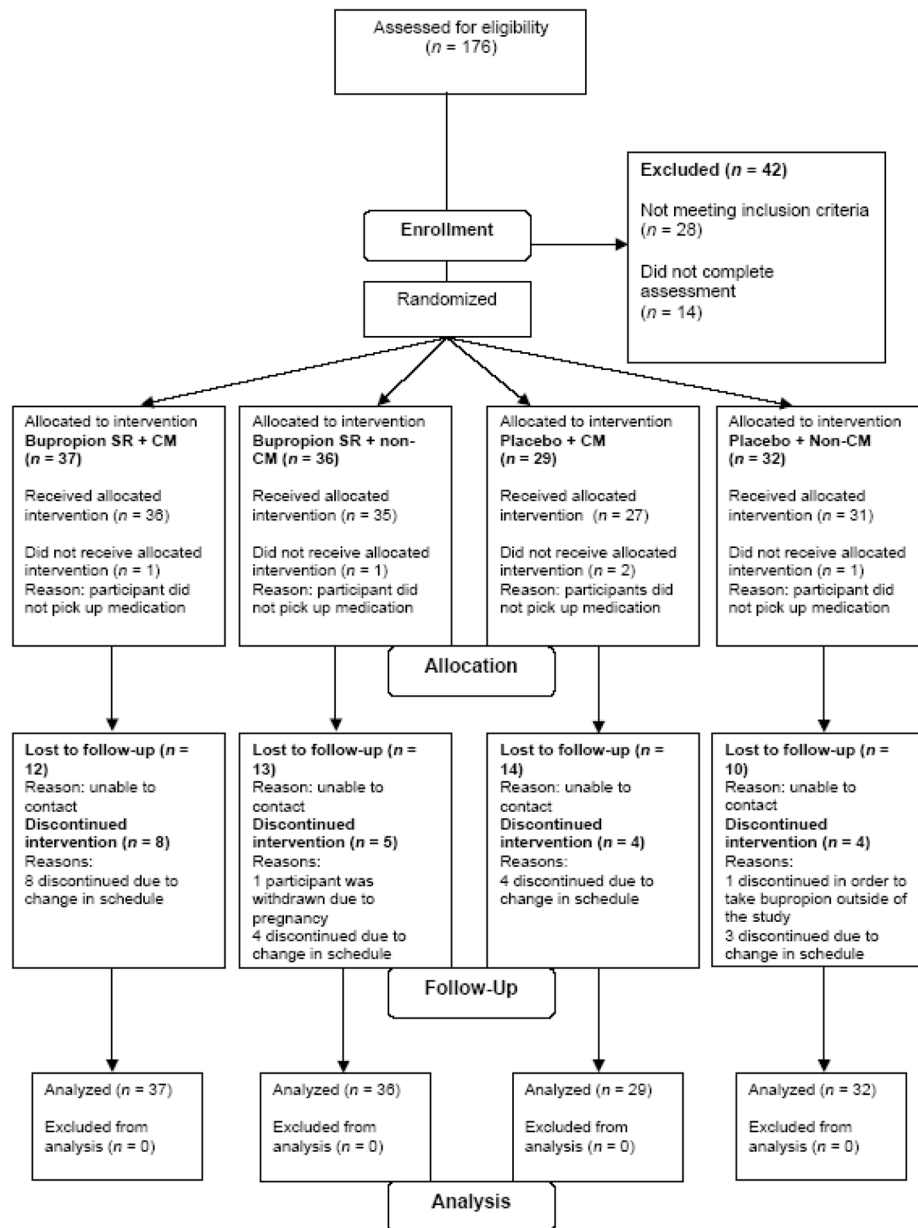 Assessed for eligibility
(n = 176)
Excluded (n = 42)
Not meeting inclusion criteria
(n = 28)
Did not complete
assessment
(n = 14)
Enrollment
Randomized
Allocated to intervention
Bupropion SR + CM
(n = 37)
Received allocated
intervention (n = 36)
Did not receive allocated
intervention (n = 1)
Reason: participant did
not pick up medication
Allocated to intervention
Bupropion SR + non-
CM (n = 36)
Received allocated
intervention (n = 35)
Did not receive allocated
intervention (n = 1)
Reason: participant did
not pick up medication
Allocated to intervention
Placebo + CM
(n = 29)
Received allocated
intervention (n = 27)
Did not receive allocated
intervention (n = 2)
Reason: participants did
not pick up medication
Allocated to intervention
Placebo + Non-CM
(n = 32)
Received allocated
intervention (n = 31)
Did not receive allocated
intervention (n = 1)
Reason: participant did
not pick up medication
Allocation
Lost to follow-up (n =
12)
Reason: unable to
contact
Discontinued
intervention (n = 8)
Reasons:
8 discontinued due to
change in schedule
Lost to follow-up (n =
13)
Reason: unable to
contact
Discontinued
intervention (n = 5)
Reasons:
1 participant was
withdrawn due to
pregnancy
4 discontinued due to
change in schedule
Lost to follow-up (n =
14)
Reason: unable to
contact
Discontinued
intervention (n = 4)
Reasons:
4 discontinued due to
change in schedule
Lost to follow-up (n =
10)
Reason: unable to
contact
Discontinued
intervention (n = 4)
Reasons:
1 discontinued in order to
take bupropion outside of
the study
3 discontinued due to
change in schedule
Follow-Up
Analyzed (n = 37)
Excluded from
analysis (n = 0)
Analyzed (n = 36)
Excluded from
analysis (n = 0)
Analyzed (n = 29)
Excluded from
analysis (n = 0)
Analyzed (n = 32)
Excluded from
analysis (n = 0)
Analysis